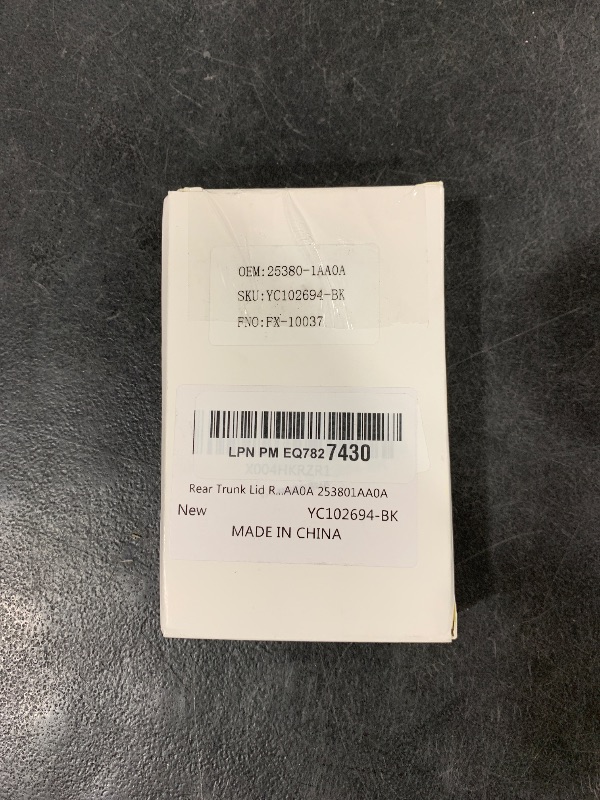 OEM:25380-1AA0A
SKU:YC102694-BK
FNO:FX-10037
LPN PM EQ7827430
Rear Trunk Lid R...AA0A 253801AA0A
New YC102694-BK
MADE IN CHINA